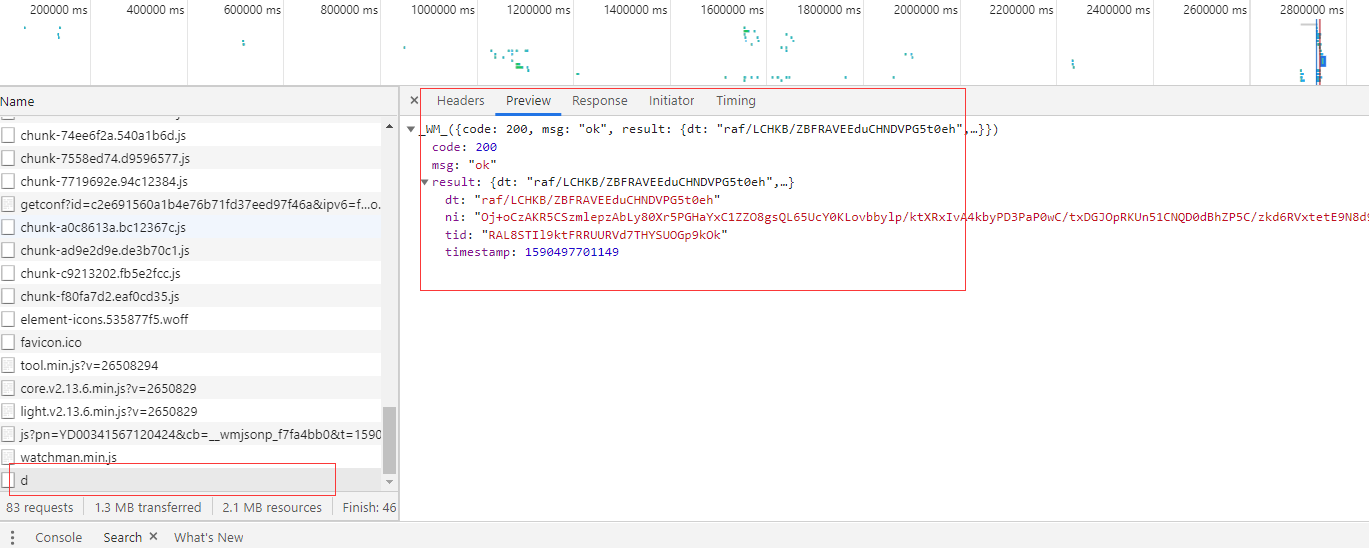 200000 ms 400000 ms 600000 ms 800000 ms 1000000 ms 1200000 ms 1400000 ms 1600000 ms 1800000 ms 2000000 ms 2200000 ms 2400000 ms 2600000 ms 2800000 ms
Name
chunk-74ee6f2a.540a1b6d.js
chunk-7558ed74.d9596577.js
chunk-7719692e.94c12384.js
getconf?id=c2e691560a1b4e76b71fd37eed97f46a&ipv6=f...o.
chunk-a0c8613a.bc12367c.js
chunk-ad9e2d9e.de3b70c1.js
chunk-c9213202.fb5e2fcc.js
chunk-f80fa7d2.eaf0cd35.js
element-icons.535877f5.woff
favicon.ico
tool.min.js?v=26508294
core.v2.13.6.min.js?v=2650829
light.v2.13.6.min.js?v=2650829
js?pn=YD00341567120424&cb=__wmjsonp_f7fa4bb0&t=1590
watchman.min.js
d
83 requests 1.3 MB transferred 2.1 MB resources Finish: 46
× Headers Preview Response Initiator Timing
_WM_({code: 200, msg: "ok", result: {dt: "raf/LCHKB/ZBFRAVEEduCHNDVPG5t0eh",…}})
code: 200
msg: "ok"
result: {dt: "raf/LCHKB/ZBFRAVEEduCHNDVPG5t0eh",…}
dt: "raf/LCHKB/ZBFRAVEEduCHNDVPG5t0eh"
ni: "Oj+oCzAKR5CSzmlepzAbLy80Xr5PGHaYxC1ZZO8gsQL65UcY0KLovbbylp/ktXRxIvA4kbyPD3PaP0wC/txDGJOpRKUn51CNQD0dBhZP5C/zkd6RVxtetE9N8d9
tid: "RAL8STIl9ktFRRUURVd7THYSUOGp9kOk"
timestamp: 1590497701149
Console Search × What's New